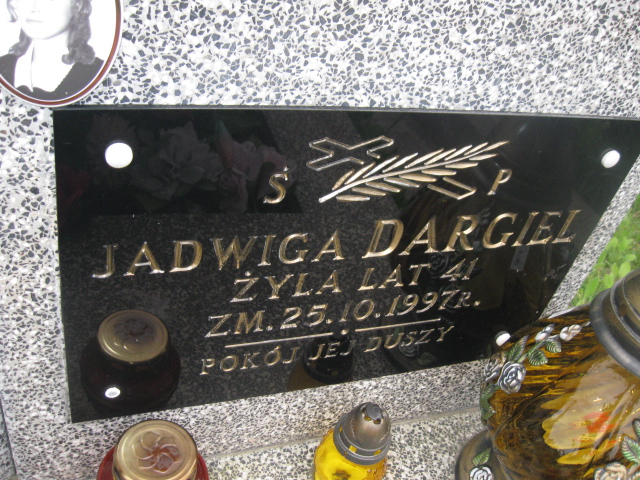 Ś P
JADWIGA DARGIEL
ŻYŁA LAT 41
ZM. 25.10.1997R.
POKÓJ JEJ DUSZY